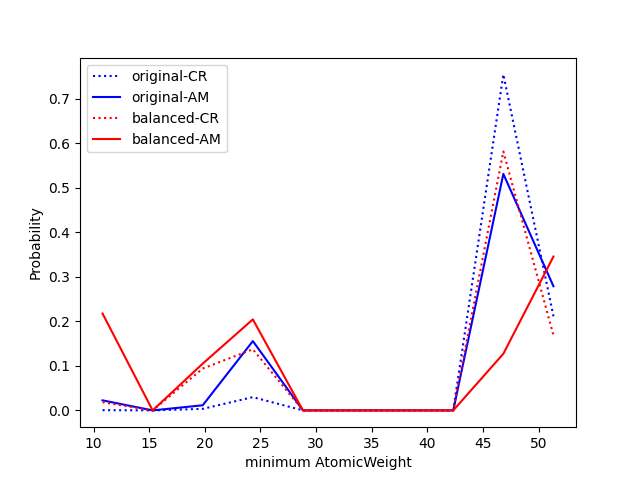 original-CR
original-AM
balanced-CR
balanced-AM
Probability
0.7
0.6
0.5
0.4
0.3
0.2
0.1
0.0
10 15 20 25 30 35 40 45 50
minimum AtomicWeight